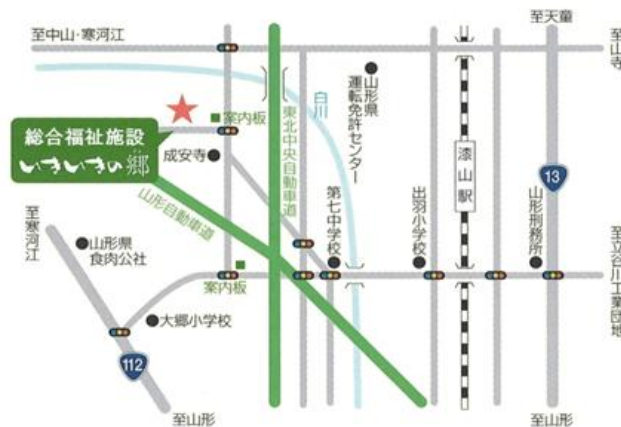 至天童
至中山・寒河江
至山寺
白川
山形県
運転免許センター
案内板
東北中央自動車道
総合福祉施設
いきいきの郷
成安寺
漆山駅
13
山形自動車道
第七中学校
出羽小学校
山形刑務所
至寒河江
山形県
食肉公社
案内板
至立谷川工業団地
大郷小学校
112
至山形
至山形